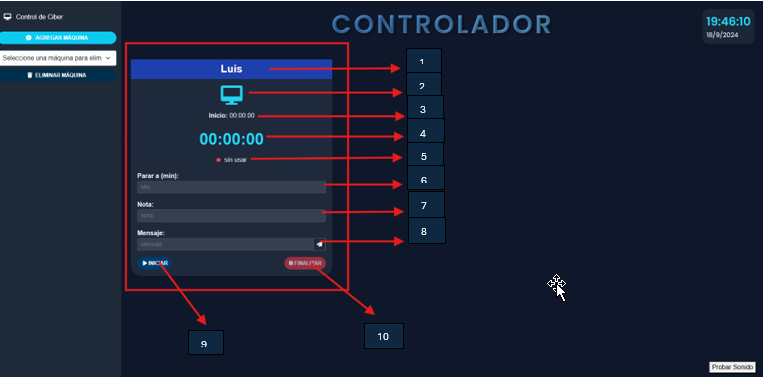 Control de Ciber
CONTROLADOR
19:46:10
18/9/2024
AGREGAR MÁQUINA
Seleccione una máquina para elim
ELIMINAR MÁQUINA
Luis
1
2
Inicio: 00:00:00
3
00:00:00
4
sin usar
5
Parar a (min):
Min
6
Nota:
Nota
7
Mensaje:
Mensaje
8
INICIAR
FINALIZAR
9
10
Probar Sonido